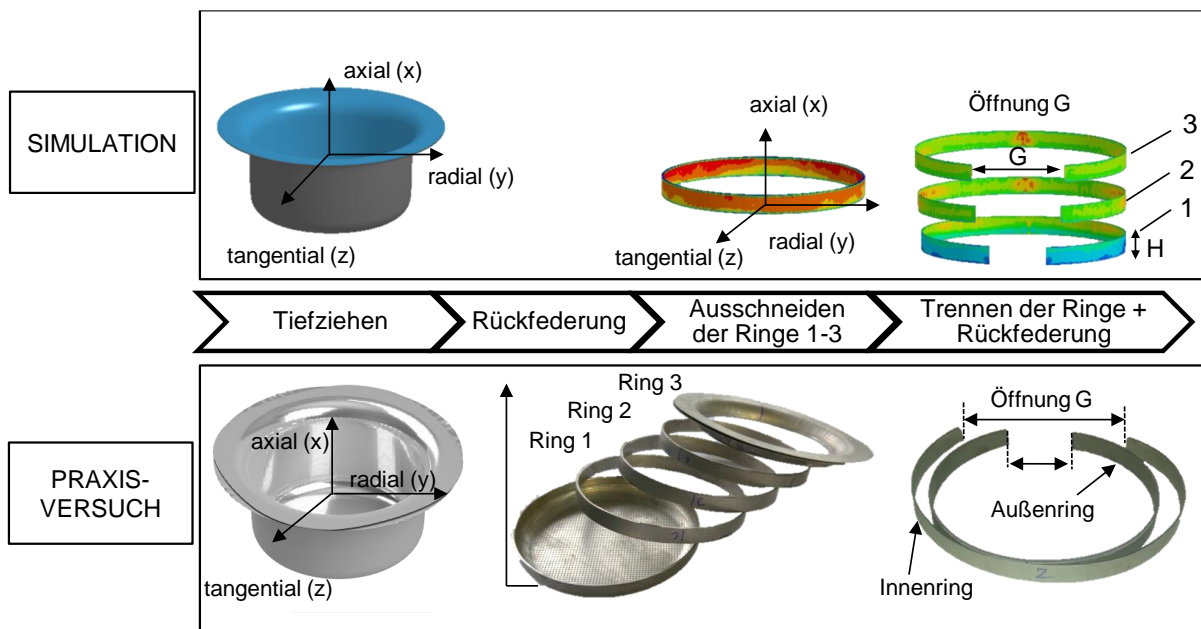 SIMULATION
axial (x)
radial (y)
tangential (z)
axial (x)
radial (y)
tangential (z)
Öffnung G
G
3
2
1
H
Tiefziehen
Rückfederung
Ausschneiden
der Ringe 1-3
Trennen der Ringe +
Rückfederung
PRAXIS-
VERSUCH
axial (x)
radial (y)
tangential (z)
Ring 3
Ring 2
Ring 1
Öffnung G
Außenring
Innenring
Z